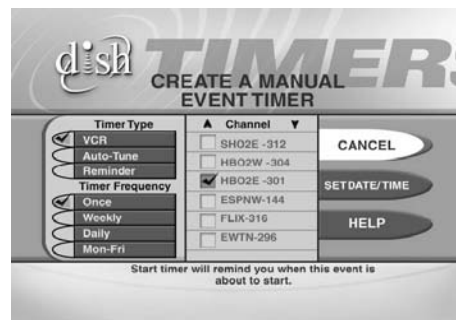 dish
TIMERS
CREATE A MANUAL
EVENT TIMER
Timer Type
VCR
Auto-Tune
Reminder
Timer Frequency
Once
Weekly
Daily
Mon-Fri
▲ Channel ▼
SHO2E -312
HBO2W -304
HBO2E -301
ESPNW-144
FLIX-316
EWTN-296
CANCEL
SET DATE/TIME
HELP
Start timer will remind you when this event is
about to start.